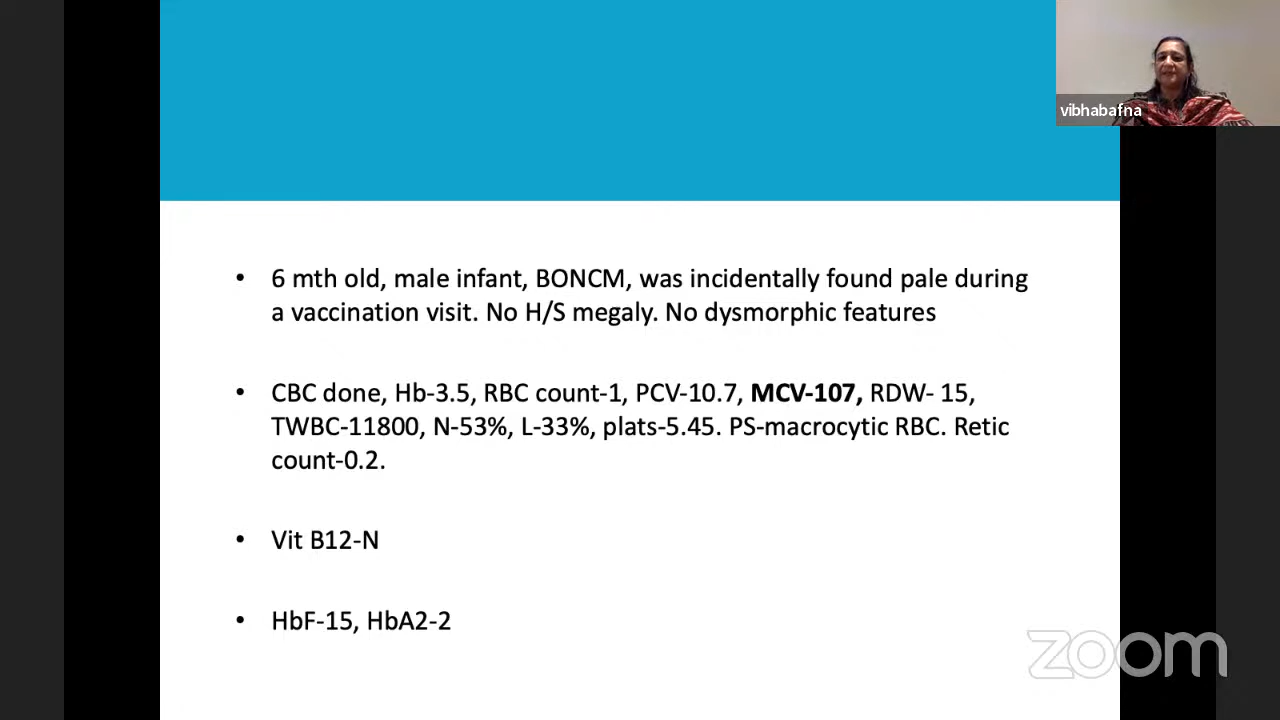 vibhabafna
• 6 mth old, male infant, BONCM, was incidentally found pale during
a vaccination visit. No H/S megaly. No dysmorphic features
• CBC done, Hb-3.5, RBC count-1, PCV-10.7, MCV-107, RDW- 15,
TWBC-11800, N-53%, L-33%, plats-5.45. PS-macrocytic RBC. Retic
count-0.2.
• Vit B12-N
• HbF-15, HbA2-2
zoom